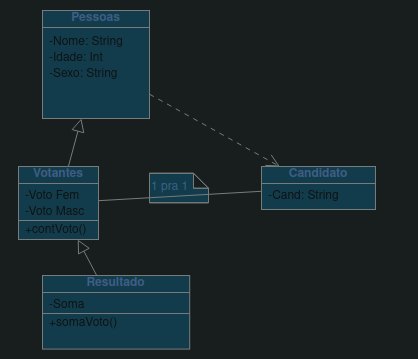 Pessoas
-Nome: String
-Idade: Int
-Sexo: String
Votantes
-Voto Fem
-Voto Masc
+contVoto()
1 pra 1
Candidato
-Cand: String
Resultado
-Soma
+somaVoto()